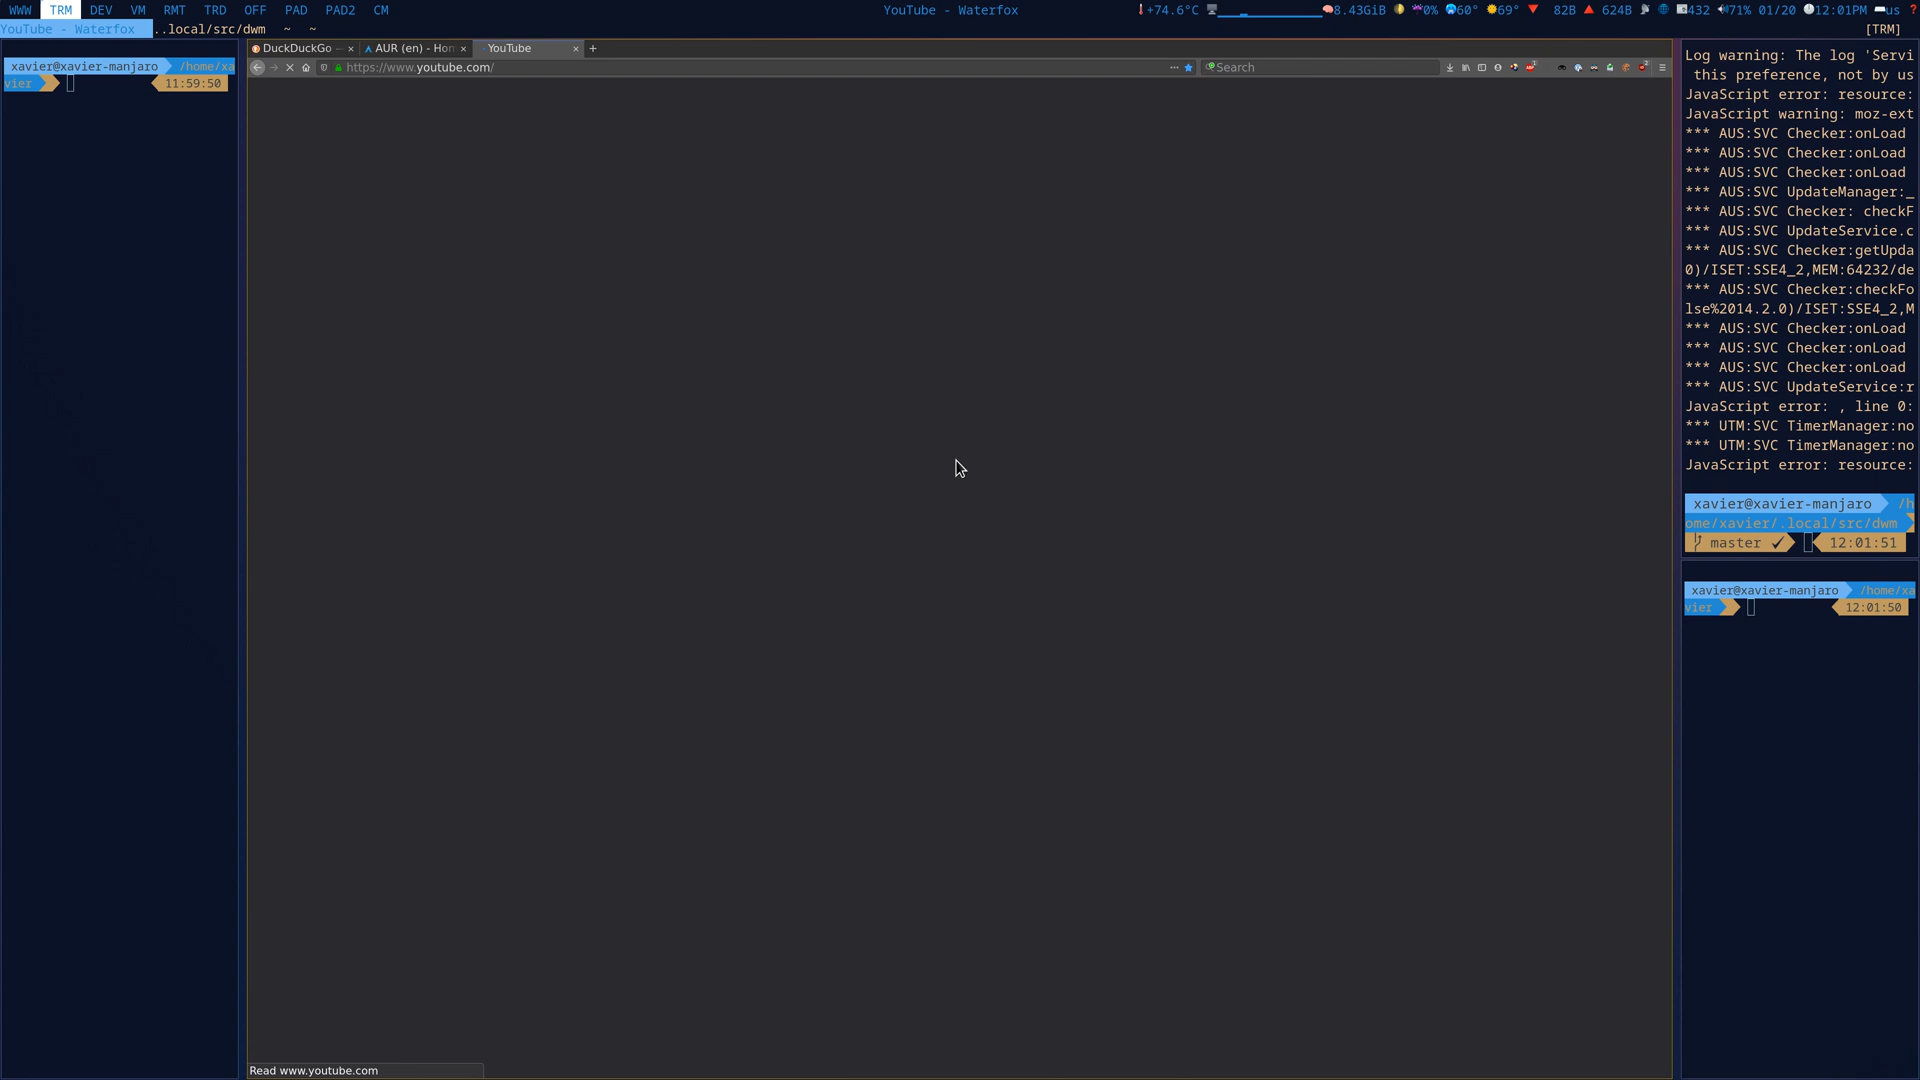 WWW TRM DEV VM RMT TRD OFF PAD PAD2 CM YouTube - Waterfox +74.6°C 8.43GiB 0% 60° 69° 82B 624B 432 71% 01/20 12:01PM us ?
YouTube - Waterfox ..local/src/dwm ~ ~ [TRM]
xavier@xavier-manjaro /home/xa
vier 11:59:50
DuckDuckGo AUR (en) - Hom YouTube
https://www.youtube.com/ Search
Read www.youtube.com
Log warning: The log 'Servi
this preference, not by us
JavaScript error: resource:
JavaScript warning: moz-ext
*** AUS:SVC Checker:onLoad
*** AUS:SVC Checker:onLoad
*** AUS:SVC Checker:onLoad
*** AUS:SVC UpdateManager:_
*** AUS:SVC Checker: checkF
*** AUS:SVC UpdateService.c
*** AUS:SVC Checker:getUpda
0)/ISET:SSE4_2,MEM:64232/de
*** AUS:SVC Checker:checkFo
lse%2014.2.0)/ISET:SSE4_2,M
*** AUS:SVC Checker:onLoad
*** AUS:SVC Checker:onLoad
*** AUS:SVC Checker:onLoad
*** AUS:SVC UpdateService:r
JavaScript error: , line 0:
*** UTM:SVC TimerManager:no
*** UTM:SVC TimerManager:no
JavaScript error: resource:
xavier@xavier-manjaro /h
ome/xavier/.local/src/dwm
master ✓ 12:01:51
xavier@xavier-manjaro /home/xa
vier 12:01:50